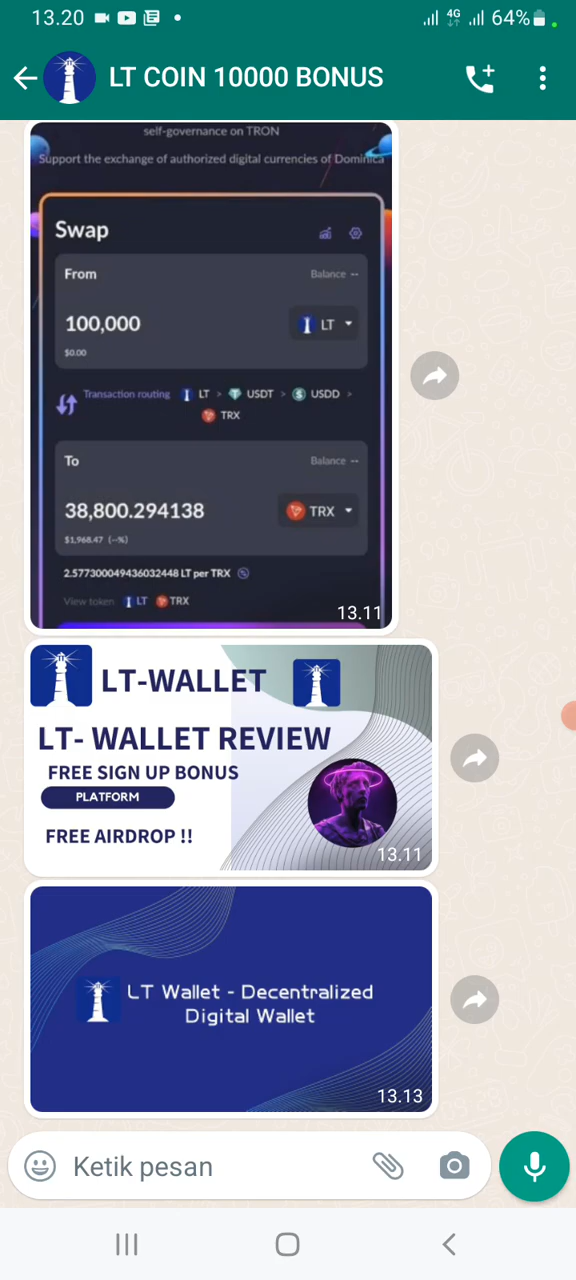 13.20
4G
64%
LT COIN 10000 BONUS
self-governance on TRON
Support the exchange of authorized digital currencies of Dominica
Swap
From
Balance --
100,000
LT
$0.00
Transaction routing LT > USDT > USDD >
TRX
To
Balance --
38,800.294138
TRX
$1,968.47 (--%)
2.577300049436032448 LT per TRX
View token LT TRX
13.11
LT-WALLET
LT- WALLET REVIEW
FREE SIGN UP BONUS
PLATFORM
FREE AIRDROP !!
13.11
LT Wallet - Decentralized
Digital Wallet
13.13
Ketik pesan